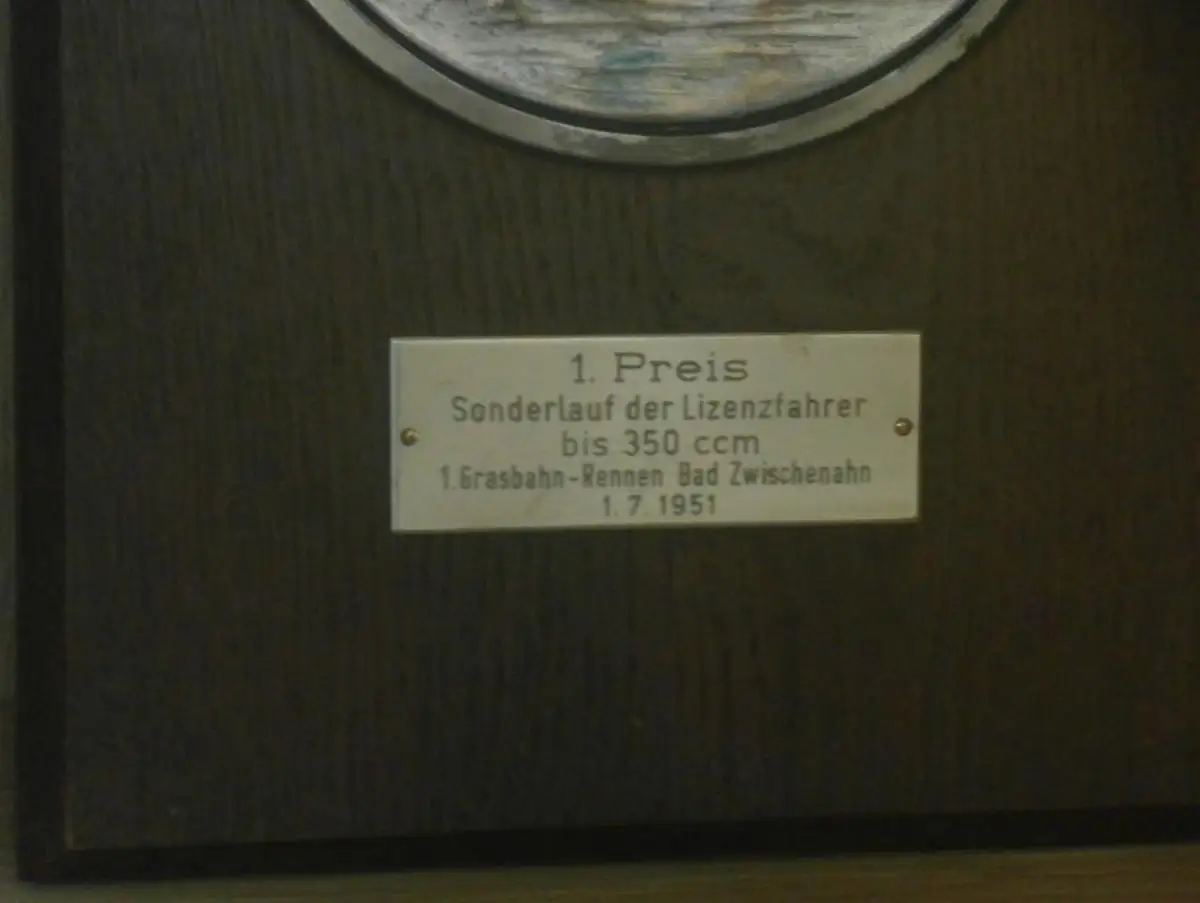 1. Preis
Sonderlauf der Lizenzfahrer
bis 350 ccm
1. Grasbahn-Rennen Bad Zwischenahn
1. 7. 1951